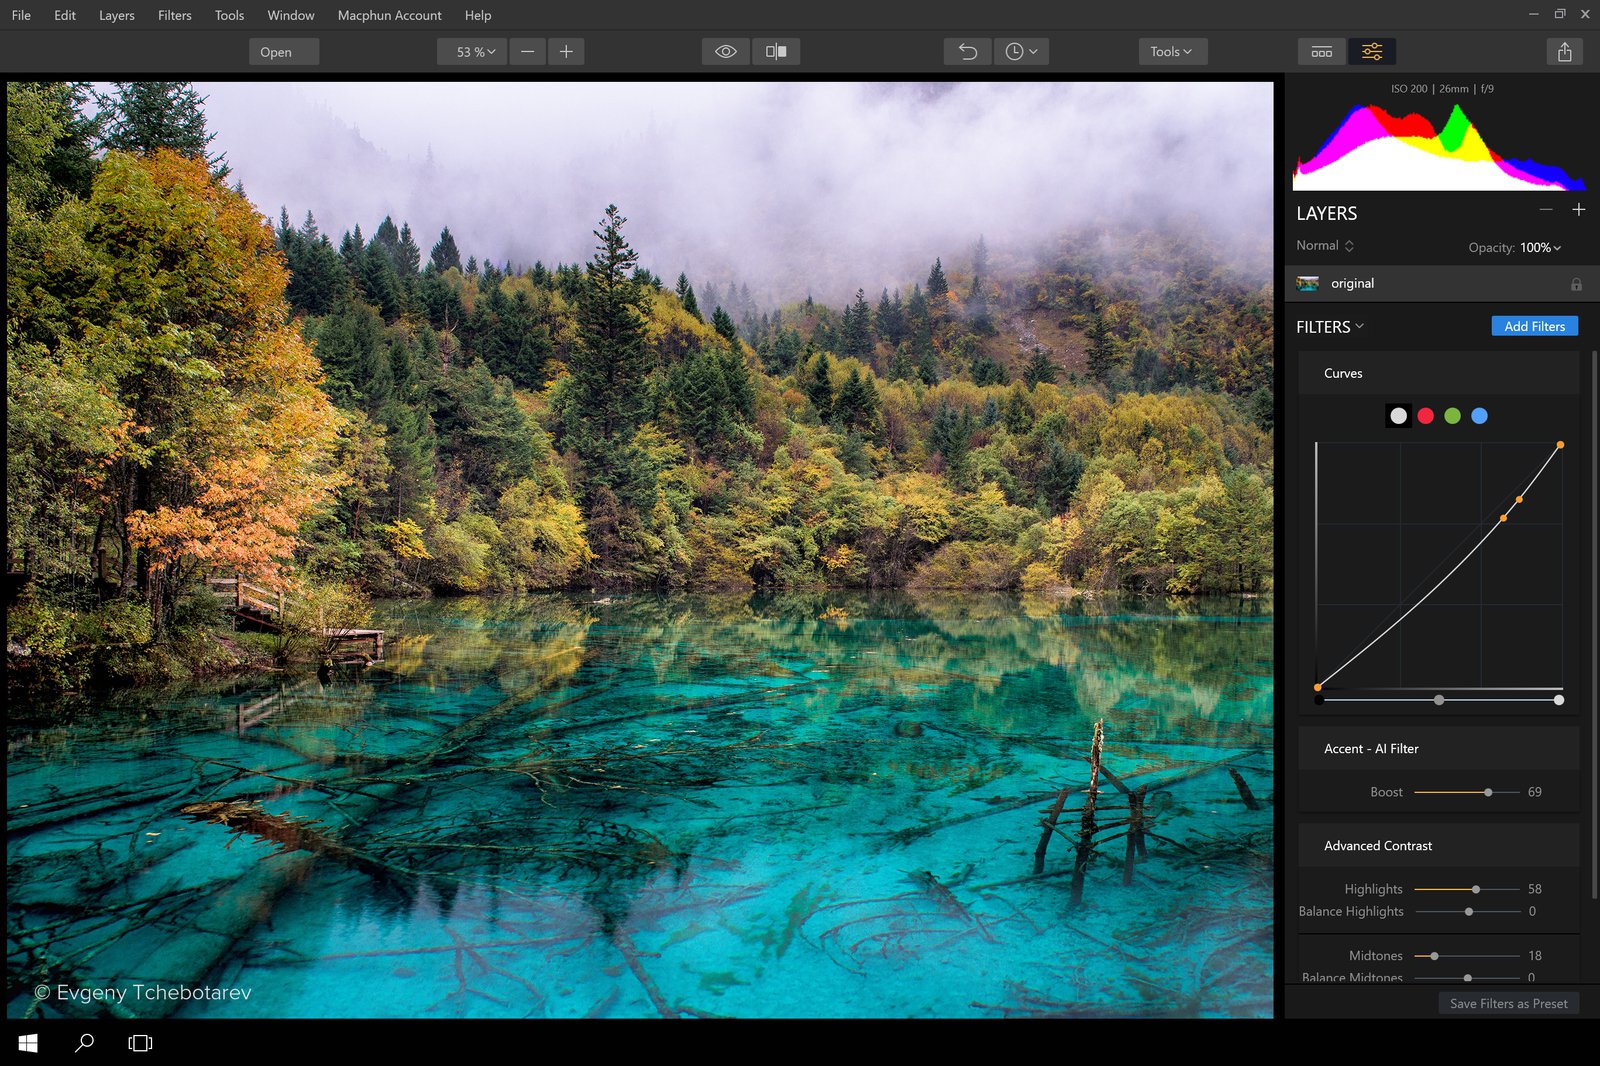 File Edit Layers Filters Tools Window Macphun Account Help
Open 53 % Tools
ISO 200 | 26mm | f/9
LAYERS
Normal Opacity: 100%
original
FILTERS Add Filters
Curves
Accent - AI Filter
Boost 69
Advanced Contrast
Highlights 58
Balance Highlights 0
Midtones 18
Balance Midtones 0
Save Filters as Preset
© Evgeny Tchebotarev